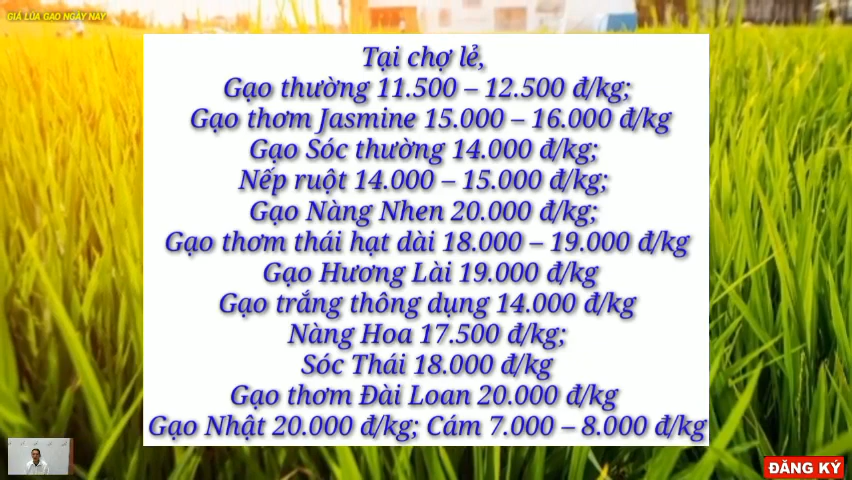 GIÁ LÚA GẠO NGÀY NAY
Tại chợ lẻ,
Gạo thường 11.500 – 12.500 đ/kg;
Gạo thơm Jasmine 15.000 – 16.000 đ/kg
Gạo Sóc thường 14.000 đ/kg;
Nếp ruột 14.000 – 15.000 đ/kg;
Gạo Nàng Nhen 20.000 đ/kg;
Gạo thơm thái hạt dài 18.000 – 19.000 đ/kg
Gạo Hương Lài 19.000 đ/kg
Gạo trắng thông dụng 14.000 đ/kg
Nàng Hoa 17.500 đ/kg;
Sóc Thái 18.000 đ/kg
Gạo thơm Đài Loan 20.000 đ/kg
Gạo Nhật 20.000 đ/kg; Cám 7.000 – 8.000 đ/kg
ĐĂNG KÝ